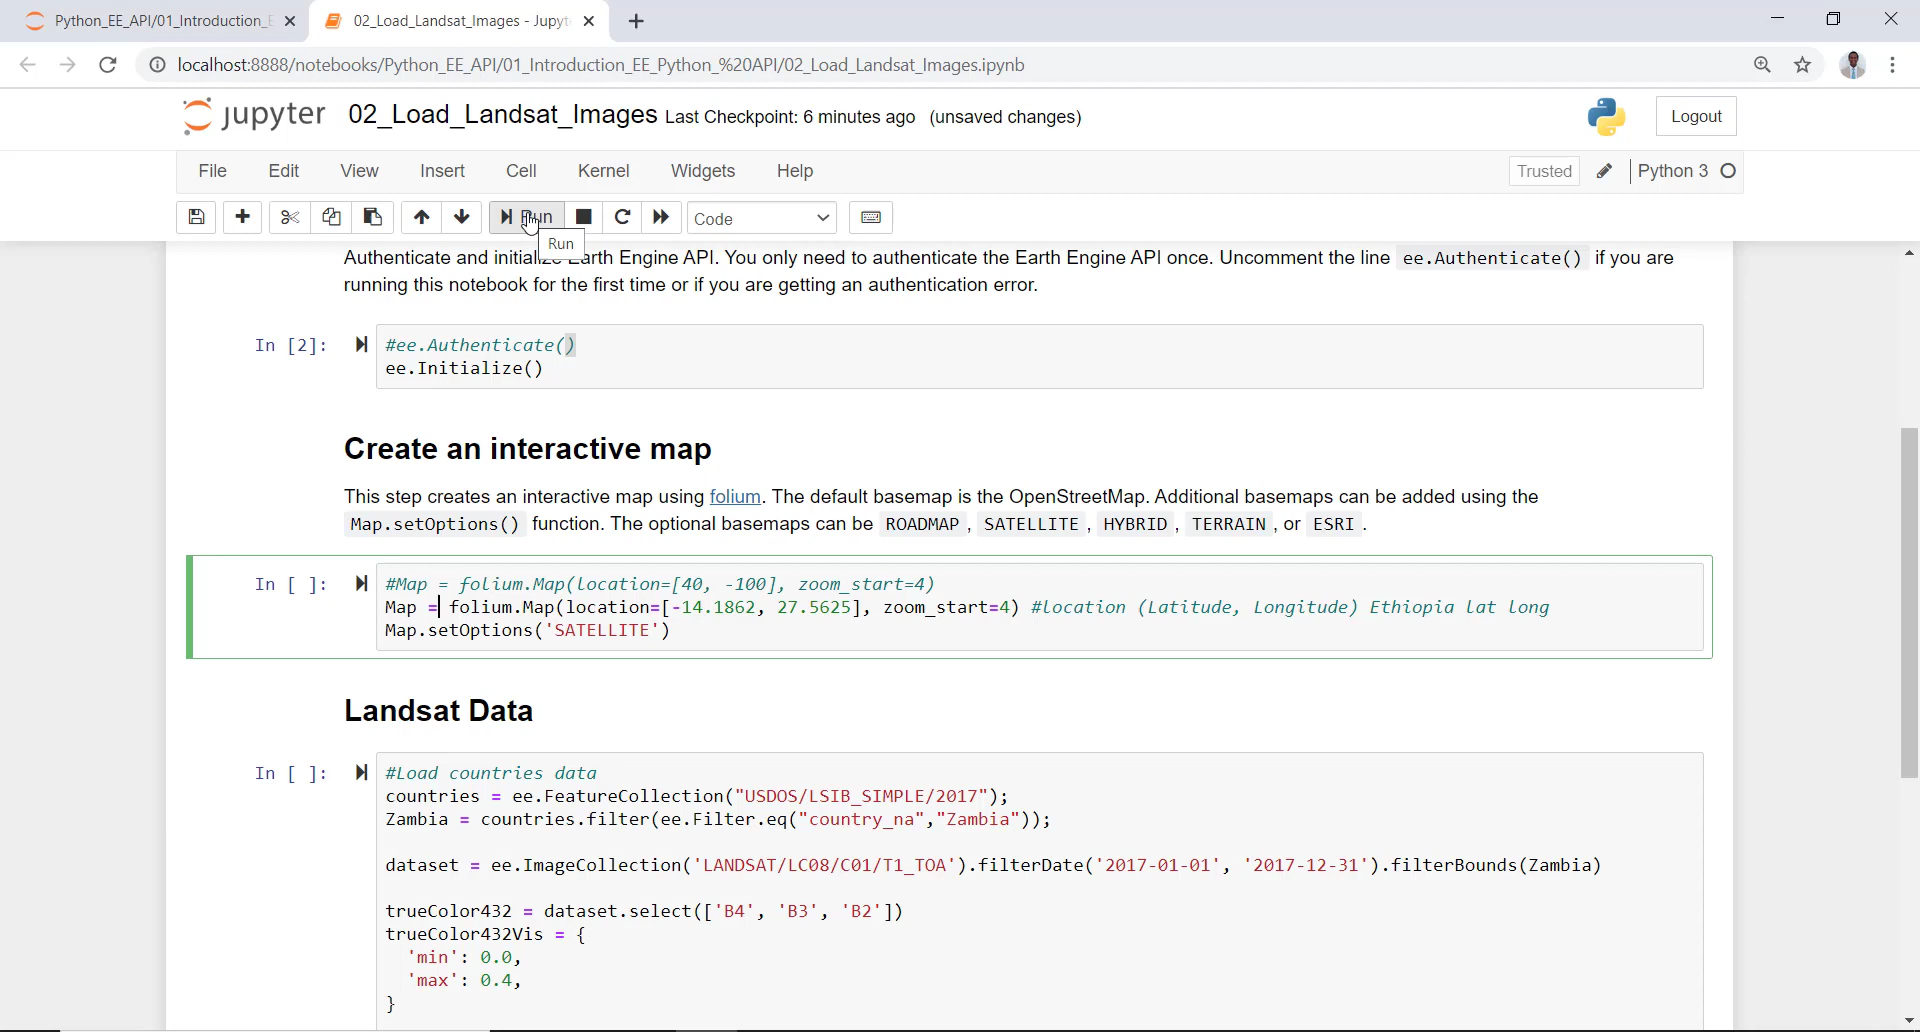 Python_EE_API/01_Introduction_E
02_Load_Landsat_Images - Jupyt
localhost:8888/notebooks/Python_EE_API/01_Introduction_EE_Python_%20API/02_Load_Landsat_Images.ipynb
jupyter 02_Load_Landsat_Images Last Checkpoint: 6 minutes ago (unsaved changes)
Logout
File Edit View Insert Cell Kernel Widgets Help
Trusted
Python 3
Run
Code
Run
Authenticate and initialize Earth Engine API. You only need to authenticate the Earth Engine API once. Uncomment the line ee.Authenticate() if you are
running this notebook for the first time or if you are getting an authentication error.
In [2]: #ee.Authenticate()
ee.Initialize()
Create an interactive map
This step creates an interactive map using folium. The default basemap is the OpenStreetMap. Additional basemaps can be added using the
Map.setOptions() function. The optional basemaps can be ROADMAP , SATELLITE , HYBRID , TERRAIN , or ESRI .
In [ ]: #Map = folium.Map(location=[40, -100], zoom_start=4)
Map = folium.Map(location=[-14.1862, 27.5625], zoom_start=4) #location (Latitude, Longitude) Ethiopia lat long
Map.setOptions('SATELLITE')
Landsat Data
In [ ]: #Load countries data
countries = ee.FeatureCollection("USDOS/LSIB_SIMPLE/2017");
Zambia = countries.filter(ee.Filter.eq("country_na","Zambia"));
dataset = ee.ImageCollection('LANDSAT/LC08/C01/T1_TOA').filterDate('2017-01-01', '2017-12-31').filterBounds(Zambia)
trueColor432 = dataset.select(['B4', 'B3', 'B2'])
trueColor432Vis = {
'min': 0.0,
'max': 0.4,
}